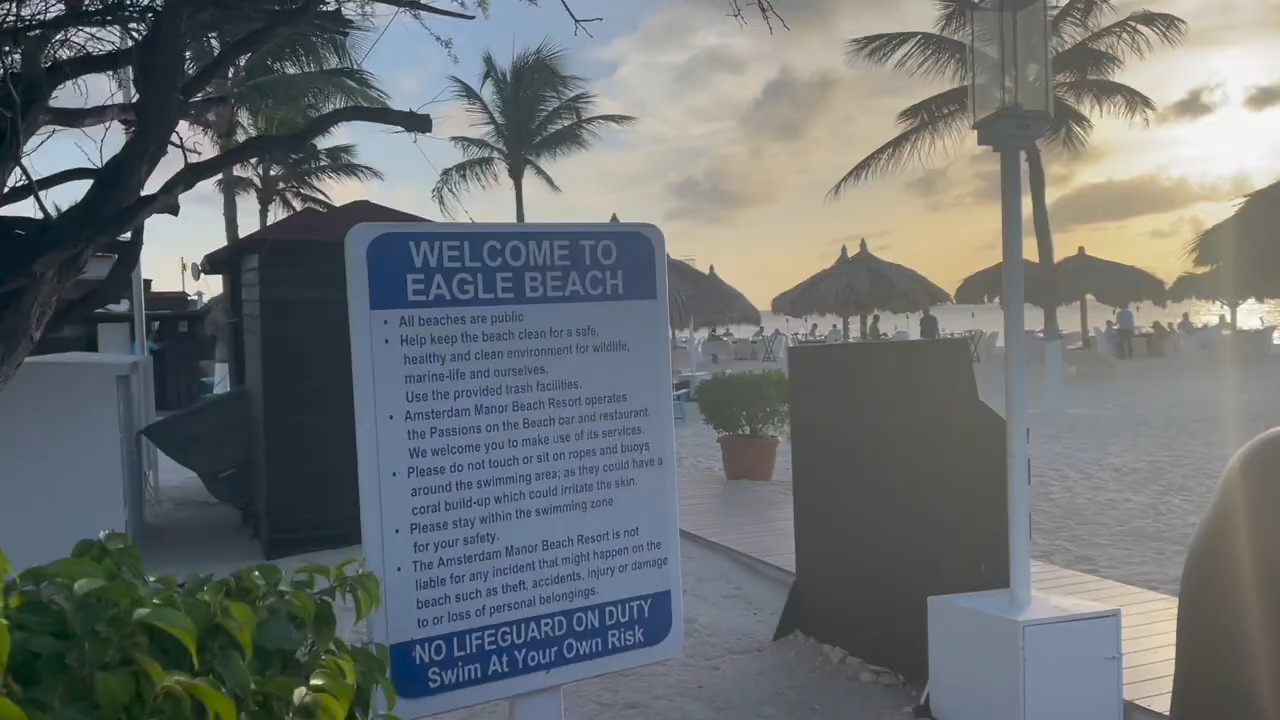 WELCOME TO
EAGLE BEACH
• All beaches are public
• Help keep the beach clean for a safe,
healthy and clean environment for wildlife,
marine-life and ourselves.
Use the provided trash facilities.
• Amsterdam Manor Beach Resort operates
the Passions on the Beach bar and restaurant.
We welcome you to make use of its services.
• Please do not touch or sit on ropes and buoys
around the swimming area; as they could have a
coral build-up which could irritate the skin.
• Please stay within the swimming zone
for your safety.
• The Amsterdam Manor Beach Resort is not
liable for any incident that might happen on the
beach such as theft, accidents, injury or damage
to or loss of personal belongings.
NO LIFEGUARD ON DUTY
Swim At Your Own Risk